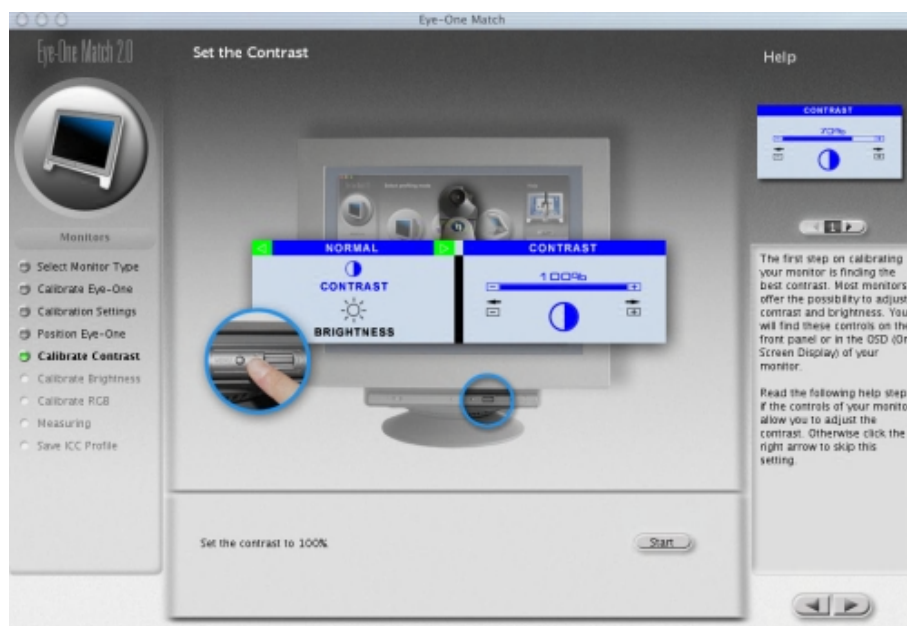 Eye-One Match
Eye-One Match 2.0
Set the Contrast
Help
Monitors
Select Monitor Type
Calibrate Eye-One
Calibration Settings
Position Eye-One
Calibrate Contrast
Calibrate Brightness
Calibrate RGB
Measuring
Save ICC Profile
NORMAL
CONTRAST
BRIGHTNESS
CONTRAST
100%
Set the contrast to 100%.
Start
CONTRAST
70%
1
The first step on calibrating
your monitor is finding the
best contrast. Most monitors
offer the possibility to adjust
contrast and brightness. You
will find these controls on the
front panel or in the OSD (On
Screen Display) of your
monitor.
Read the following help step
if the controls of your monito
allow you to adjust the
contrast. Otherwise click the
right arrow to skip this
setting.